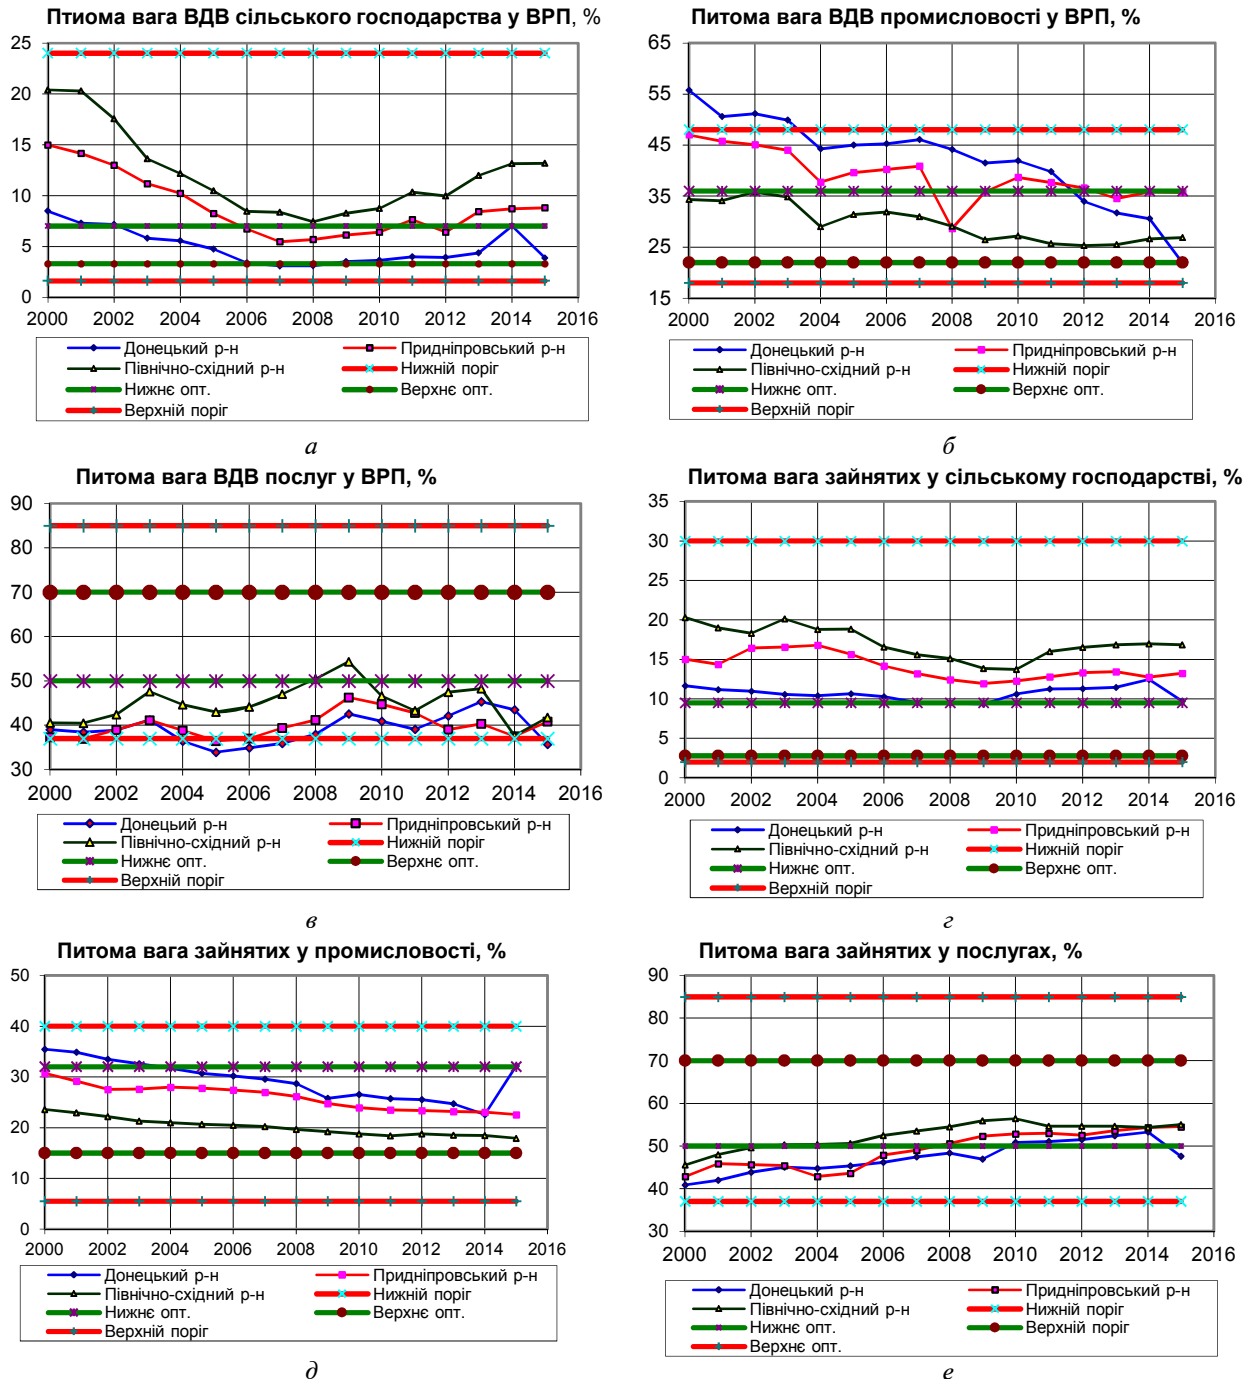 Птиома вага ВДВ сільського господарства у ВРП, %
25
20
15
10
5
0
2000 2002 2004 2006 2008 2010 2012 2014 2016
Донецький р-н
Придніпровський р-н
Північно-східний р-н
Нижній поріг
Нижнє опт.
Верхнє опт.
Верхній поріг
а
Питома вага ВДВ промисловості у ВРП, %
65
55
45
35
25
15
2000 2002 2004 2006 2008 2010 2012 2014 2016
Донецький р-н
Придніпровський р-н
Північно-східний р-н
Нижній поріг
Нижнє опт.
Верхнє опт.
Верхній поріг
б
Питома вага ВДВ послуг у ВРП, %
90
80
70
60
50
40
30
2000 2002 2004 2006 2008 2010 2012 2014 2016
Донецьий р-н
Придніпровський р-н
Північно-східний р-н
Нижній поріг
Нижнє опт.
Верхнє опт.
Верхній поріг
в
Питома вага зайнятих у сільському господарстві, %
35
30
25
20
15
10
5
0
2000 2002 2004 2006 2008 2010 2012 2014 2016
Донецький р-н
Придніпровський р-н
Північно-східний р-н
Нижній поріг
Нижнє опт.
Верхнє опт.
Верхній поріг
г
Питома вага зайнятих у промисловості, %
50
40
30
20
10
0
2000 2002 2004 2006 2008 2010 2012 2014 2016
Донецький р-н
Придніпровський р-н
Північно-східний р-н
Нижній поріг
Нижнє опт.
Верхнє опт.
Верхній поріг
д
Питома вага зайнятих у послугах, %
90
80
70
60
50
40
30
2000 2002 2004 2006 2008 2010 2012 2014 2016
Донецький р-н
Придніпровський р-н
Північно-східний р-н
Нижній поріг
Нижнє опт.
Верхній поріг
Верхнє опт.
е